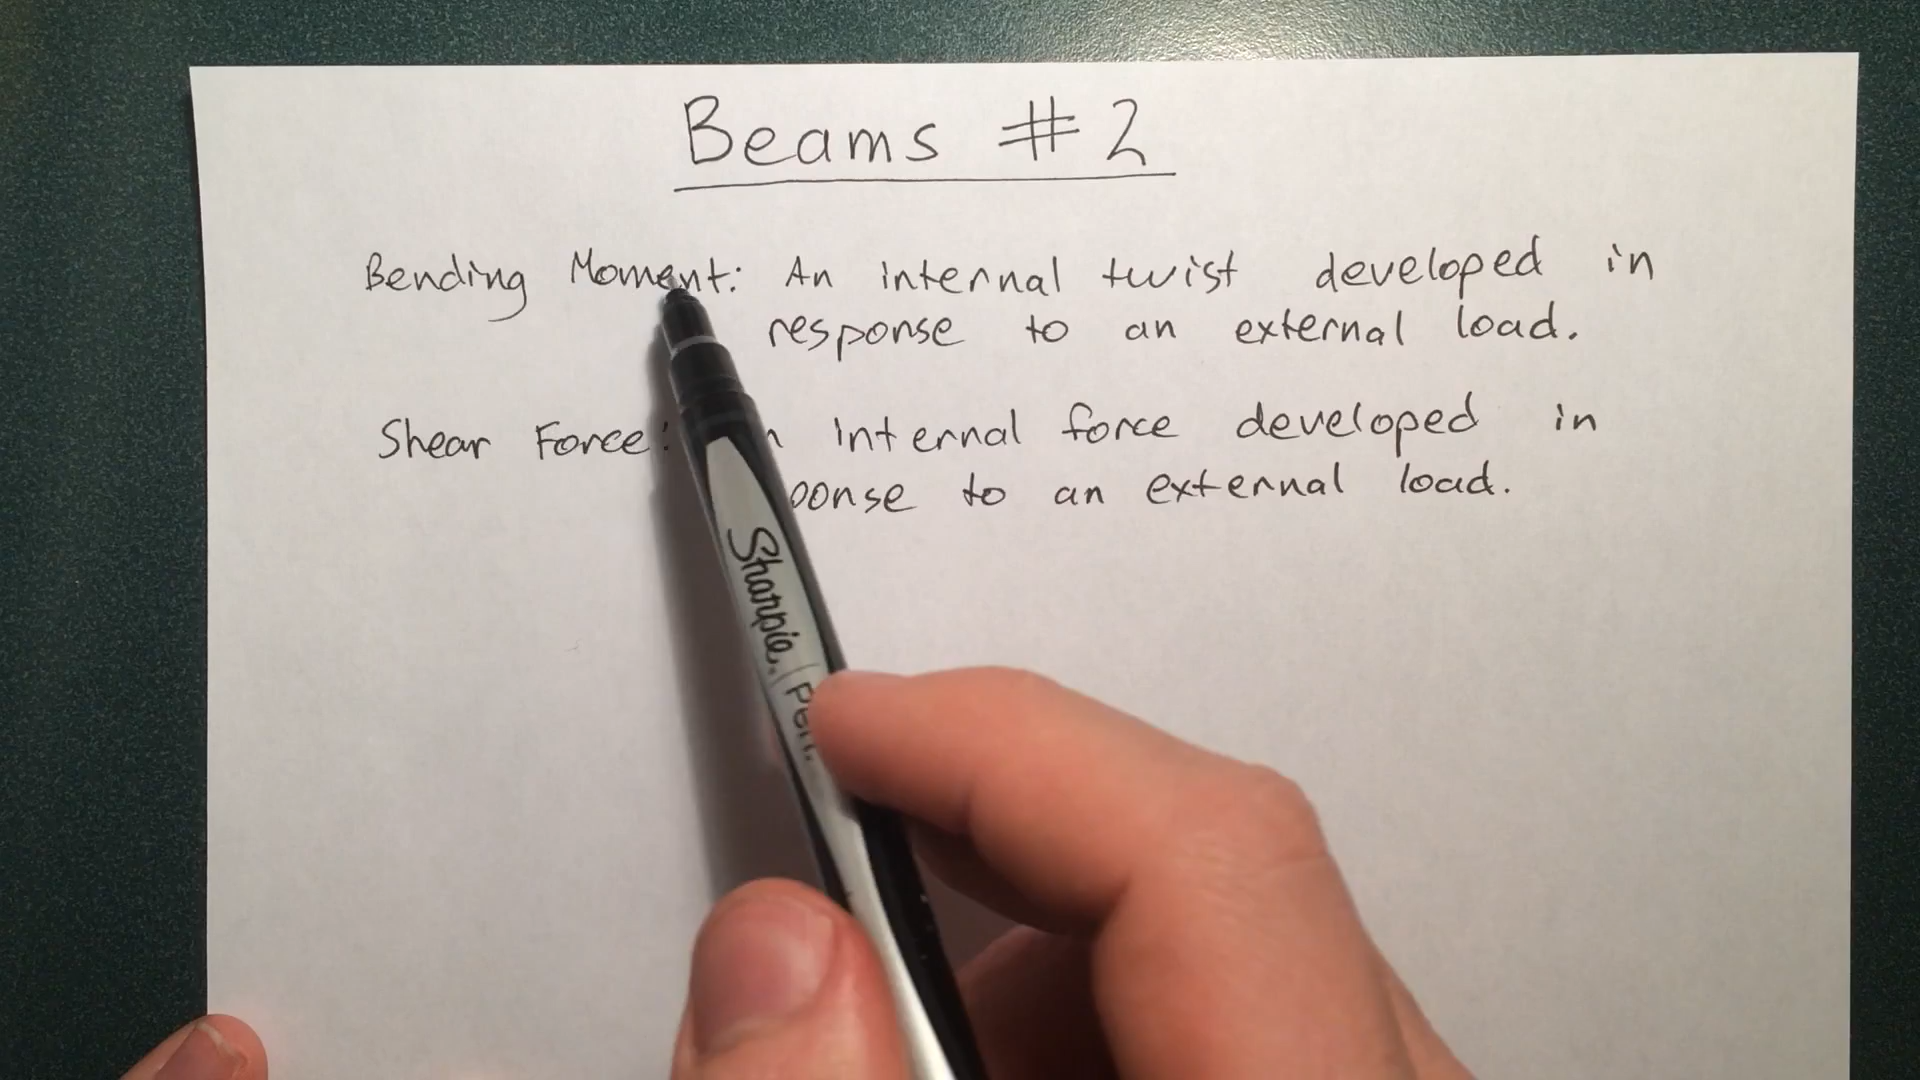 Beams #2
Bending Moment: An internal twist developed in
response to an external load.
Shear Force: internal force developed in
to an external load.
Sharpie. Pen.